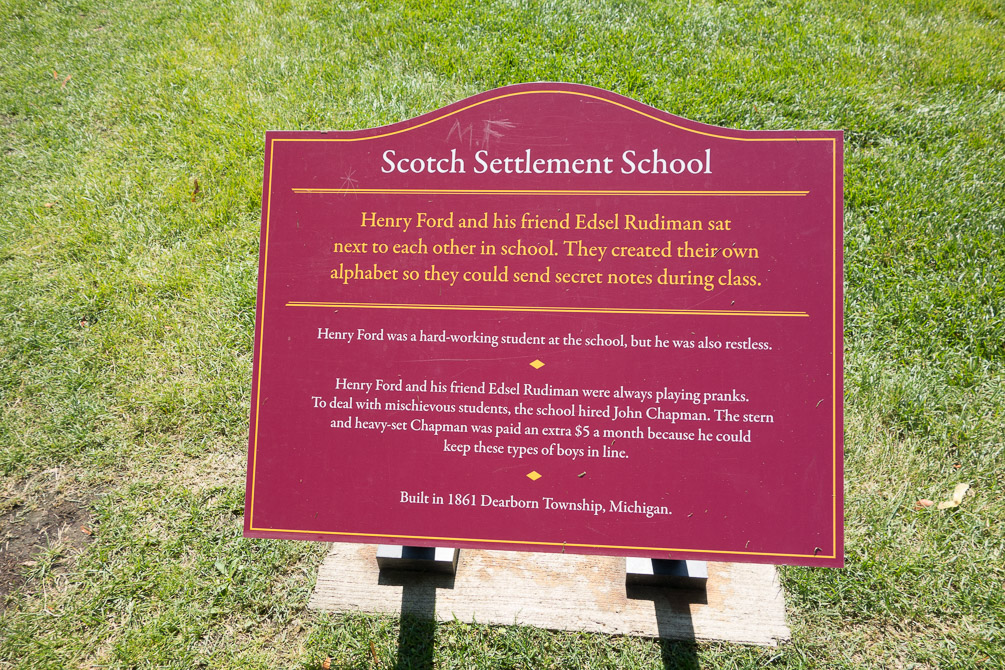 M.F
Scotch Settlement School
Henry Ford and his friend Edsel Rudiman sat
next to each other in school. They created their own
alphabet so they could send secret notes during class.
Henry Ford was a hard-working student at the school, but he was also restless.
Henry Ford and his friend Edsel Rudiman were always playing pranks.
To deal with mischievous students, the school hired John Chapman. The stern
and heavy-set Chapman was paid an extra $5 a month because he could
keep these types of boys in line.
Built in 1861 Dearborn Township, Michigan.